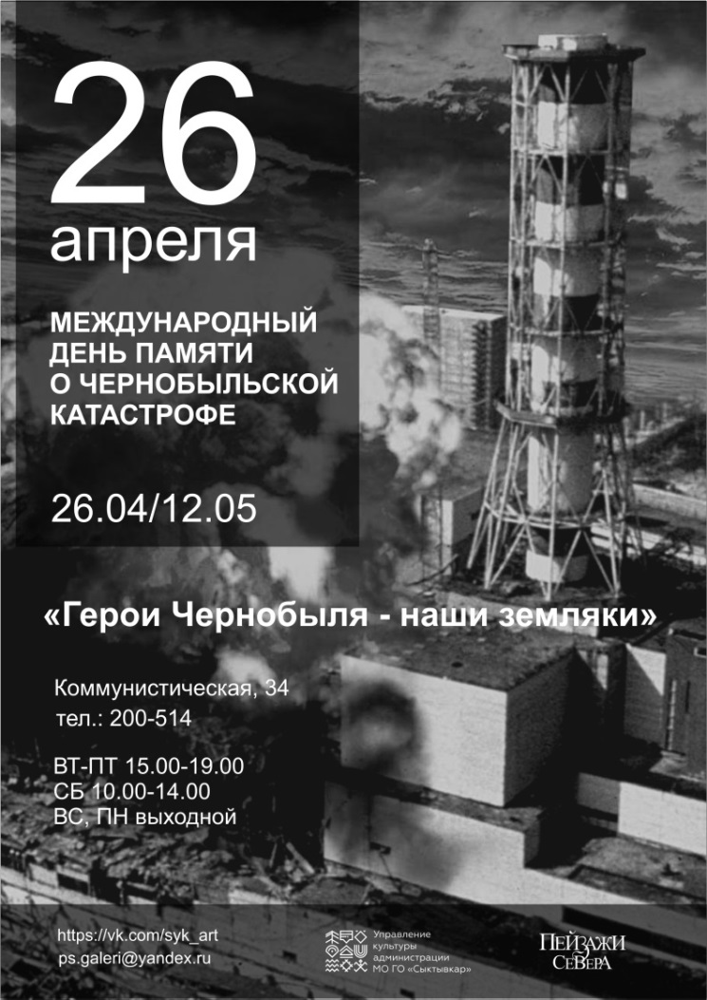 26
апреля
МЕЖДУНАРОДНЫЙ
ДЕНЬ ПАМЯТИ
О ЧЕРНОБЫЛЬСКОЙ
КАТАСТРОФЕ
26.04/12.05
«Герои Чернобыля - наши земляки»
Коммунистическая, 34
тел.: 200-514
ВТ-ПТ 15.00-19.00
СБ 10.00-14.00
ВС, ПН выходной
https://vk.com/syk_art
ps.galeri@yandex.ru
Управление
культуры
администрации
МО ГО «Сыктывкар»
ПЕЙЗАЖИ
СЕВЕРА